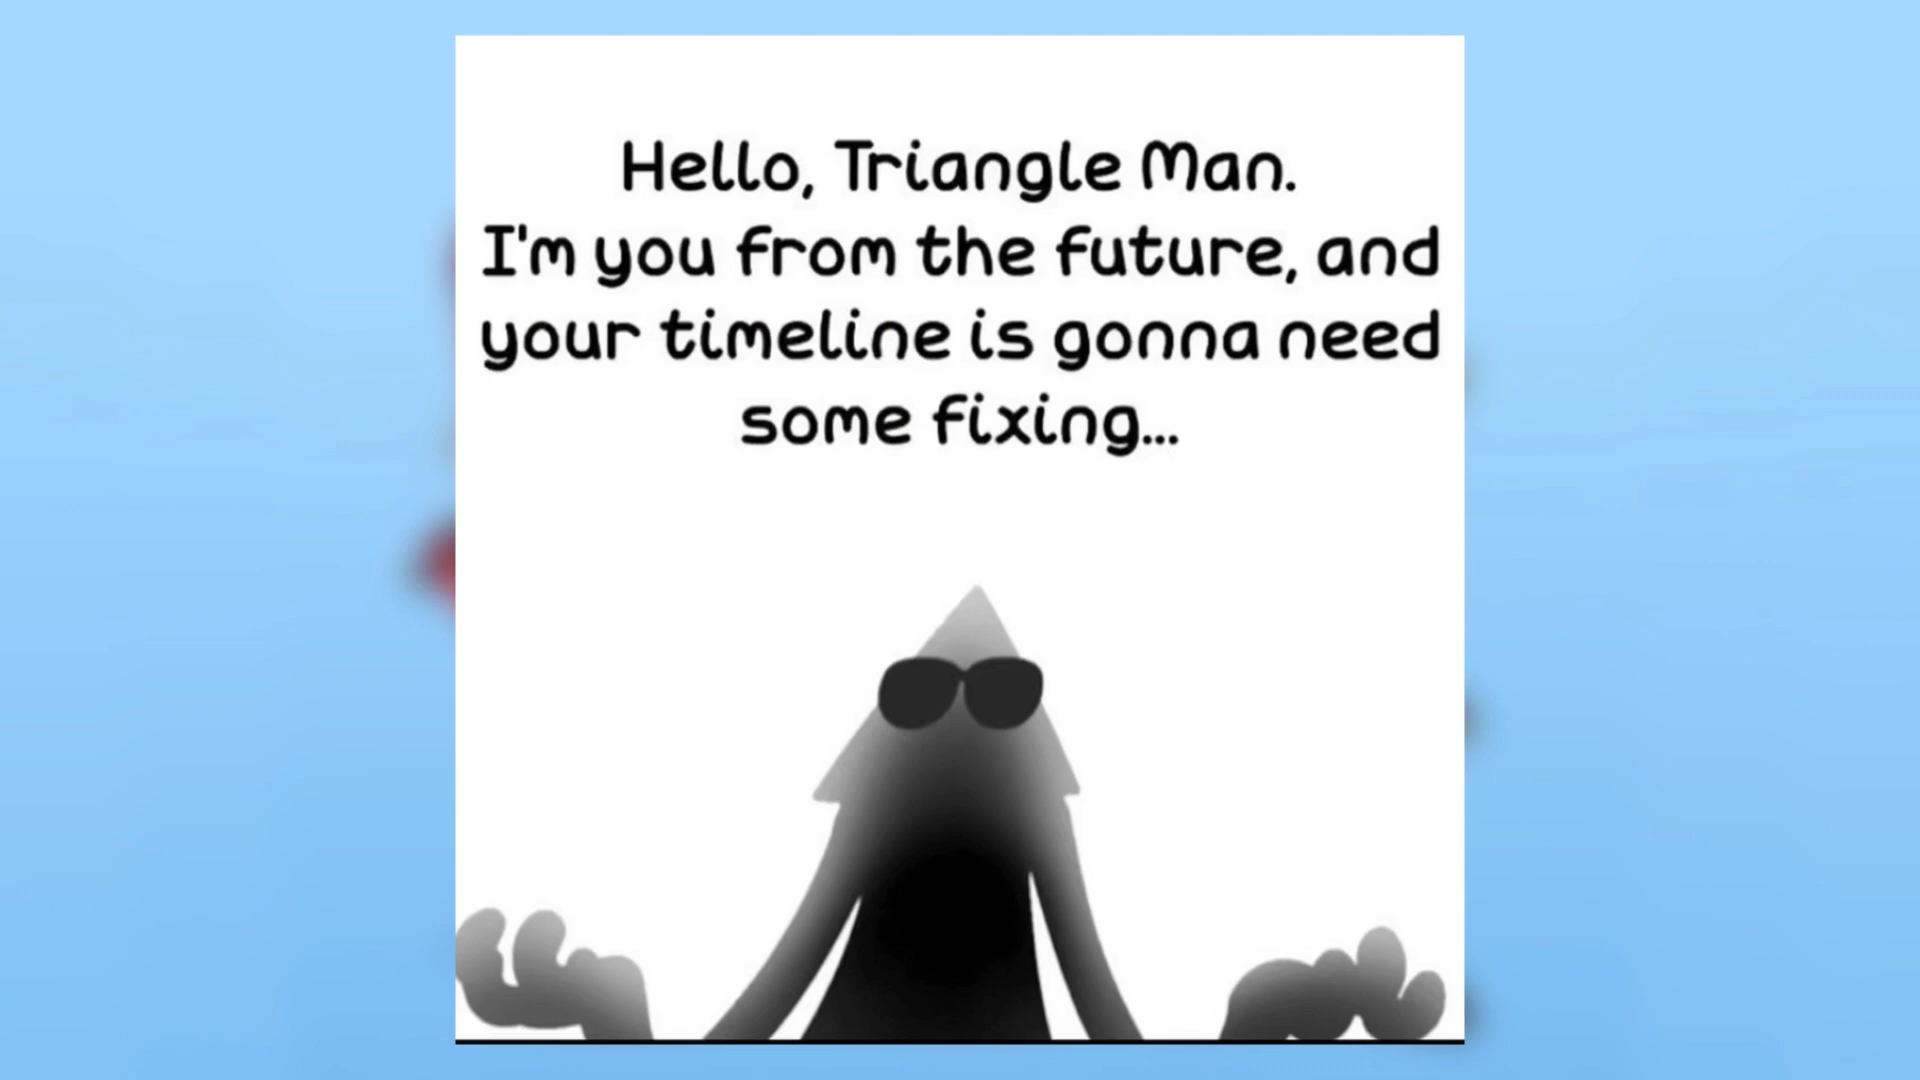 Hello, Triangle Man.
I'm you from the future, and
your timeline is gonna need
some fixing...